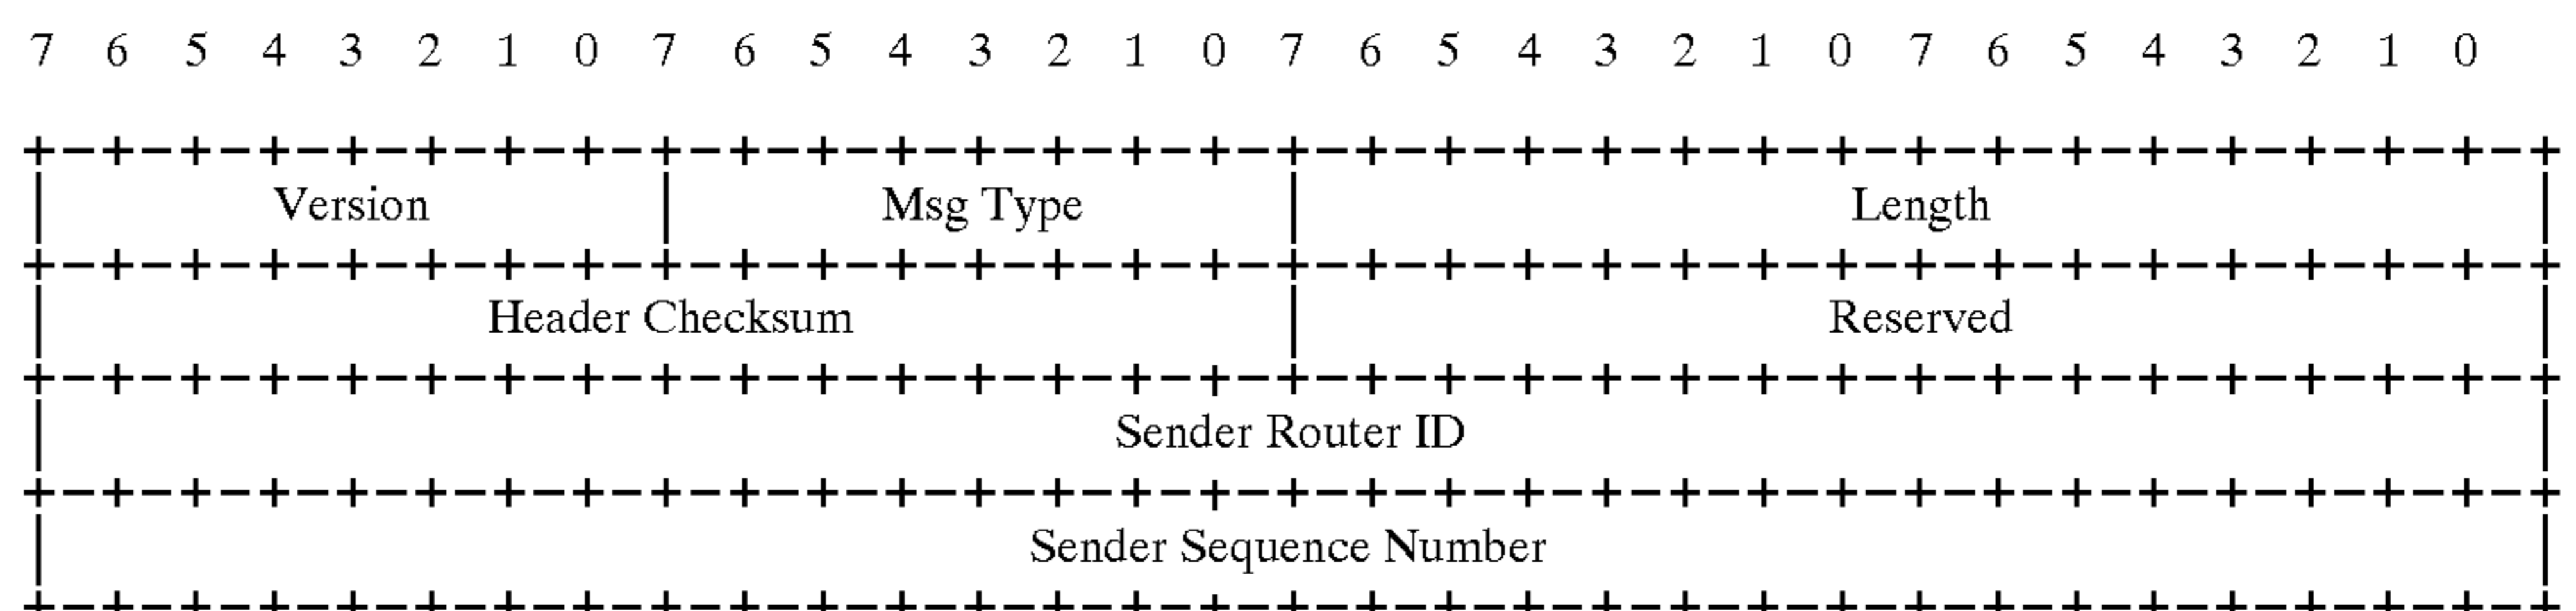 7 6 5 4 3 2 1 0 7 6 5 4 3 2 1 0 7 6 5 4 3 2 1 0 7 6 5 4 3 2 1 0
+-+-+-+-+-+-+-+-+-+-+-+-+-+-+-+-+-+-+-+-+-+-+-+-+-+-+-+-+-+-+-+-+
| Version | Msg Type | Length |
+-+-+-+-+-+-+-+-+-+-+-+-+-+-+-+-+-+-+-+-+-+-+-+-+-+-+-+-+-+-+-+-+
| Header Checksum | Reserved |
+-+-+-+-+-+-+-+-+-+-+-+-+-+-+-+-+-+-+-+-+-+-+-+-+-+-+-+-+-+-+-+-+
| Sender Router ID |
+-+-+-+-+-+-+-+-+-+-+-+-+-+-+-+-+-+-+-+-+-+-+-+-+-+-+-+-+-+-+-+-+
| Sender Sequence Number |
+-+-+-+-+-+-+-+-+-+-+-+-+-+-+-+-+-+-+-+-+-+-+-+-+-+-+-+-+-+-+-+-+